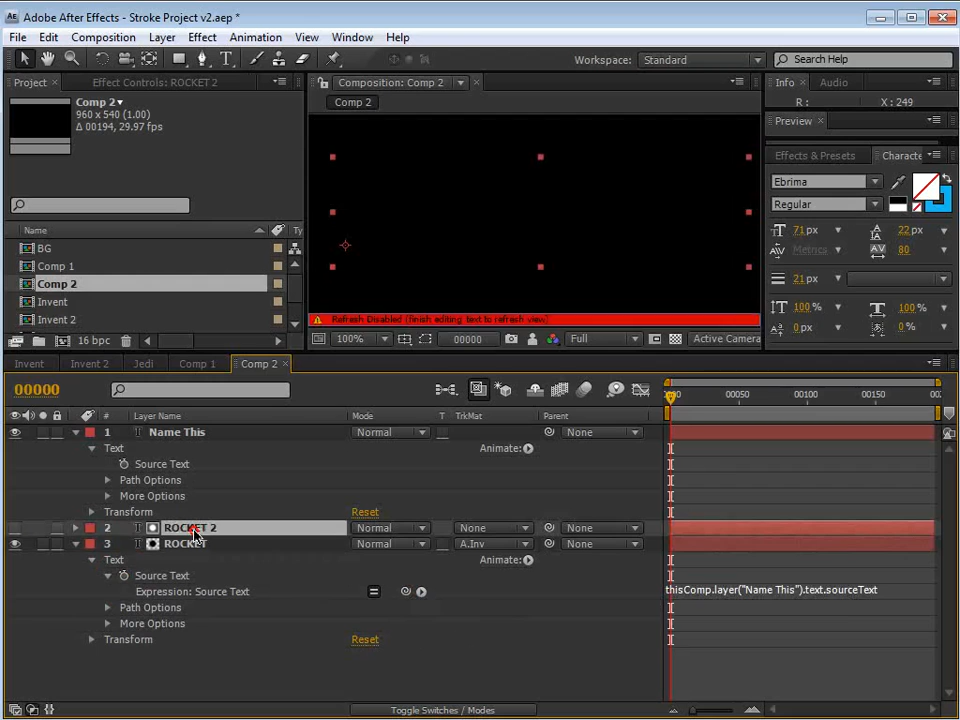 Adobe After Effects - Stroke Project v2.aep *
File Edit Composition Layer Effect Animation View Window Help
Workspace: Standard Search Help
Project Effect Controls: ROCKET 2 Composition: Comp 2 Info Audio
Comp 2 R : X : 249
Comp 2
960 x 540 (1.00)
Δ 00194, 29.97 fps
Preview
Effects & Presets
Ebrima
Regular
Name Ty
71 px 22 px
BG
Metrics 80
Comp 1
Comp 2
21 px
Invent
100 % 100 %
Invent 2
Refresh Disabled (finish editing text to refresh view)
0 px 0 %
16 bpc 100% 00000 Full Active Camera
Invent Invent 2 Jedi Comp 1 Comp 2
00000
00050 00100 00150
# Layer Name Mode T TrkMat Parent
1 T Name This Normal None
Text Animate:
Source Text
Path Options
More Options
Transform Reset
2 T ROCKET 2 Normal None None
3 T ROCKET Normal A.Inv None
Text Animate:
Source Text
Expression: Source Text thisComp.layer("Name This").text.sourceText
Path Options
More Options
Transform Reset
Toggle Switches / Modes